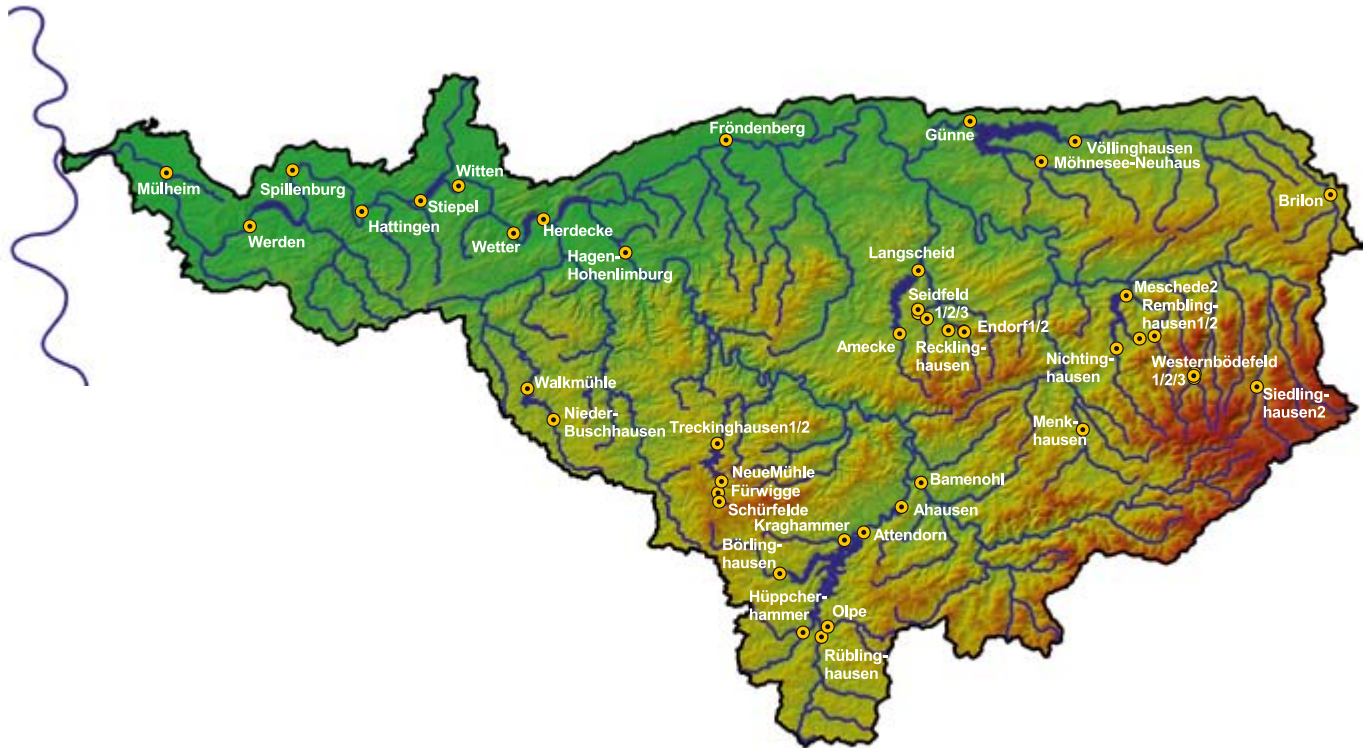 Fröndenberg
Günne
Völlinghausen
Möhnesee-Neuhaus
Mülheim
Spillenburg
Witten
Stiepel
Brilon
Werden
Hattingen
Herdecke
Wetter
Hagen-
Hohenlimburg
Langscheid
Seidfeld
1/2/3
Endorf1/2
Amecke
Reckling-
hausen
Meschede2
Rembling-
hausen1/2
Nichting-
hausen
Westernbödefeld
1/2/3
Siedling-
hausen2
Walkmühle
Nieder-
Buschhausen
Treckinghausen1/2
Menk-
hausen
NeueMühle
Fürwigge
Schürfelde
Bamenohl
Ahausen
Kraghammer
Attendorn
Börling-
hausen
Hüppcher-
hammer
Olpe
Rübling-
hausen